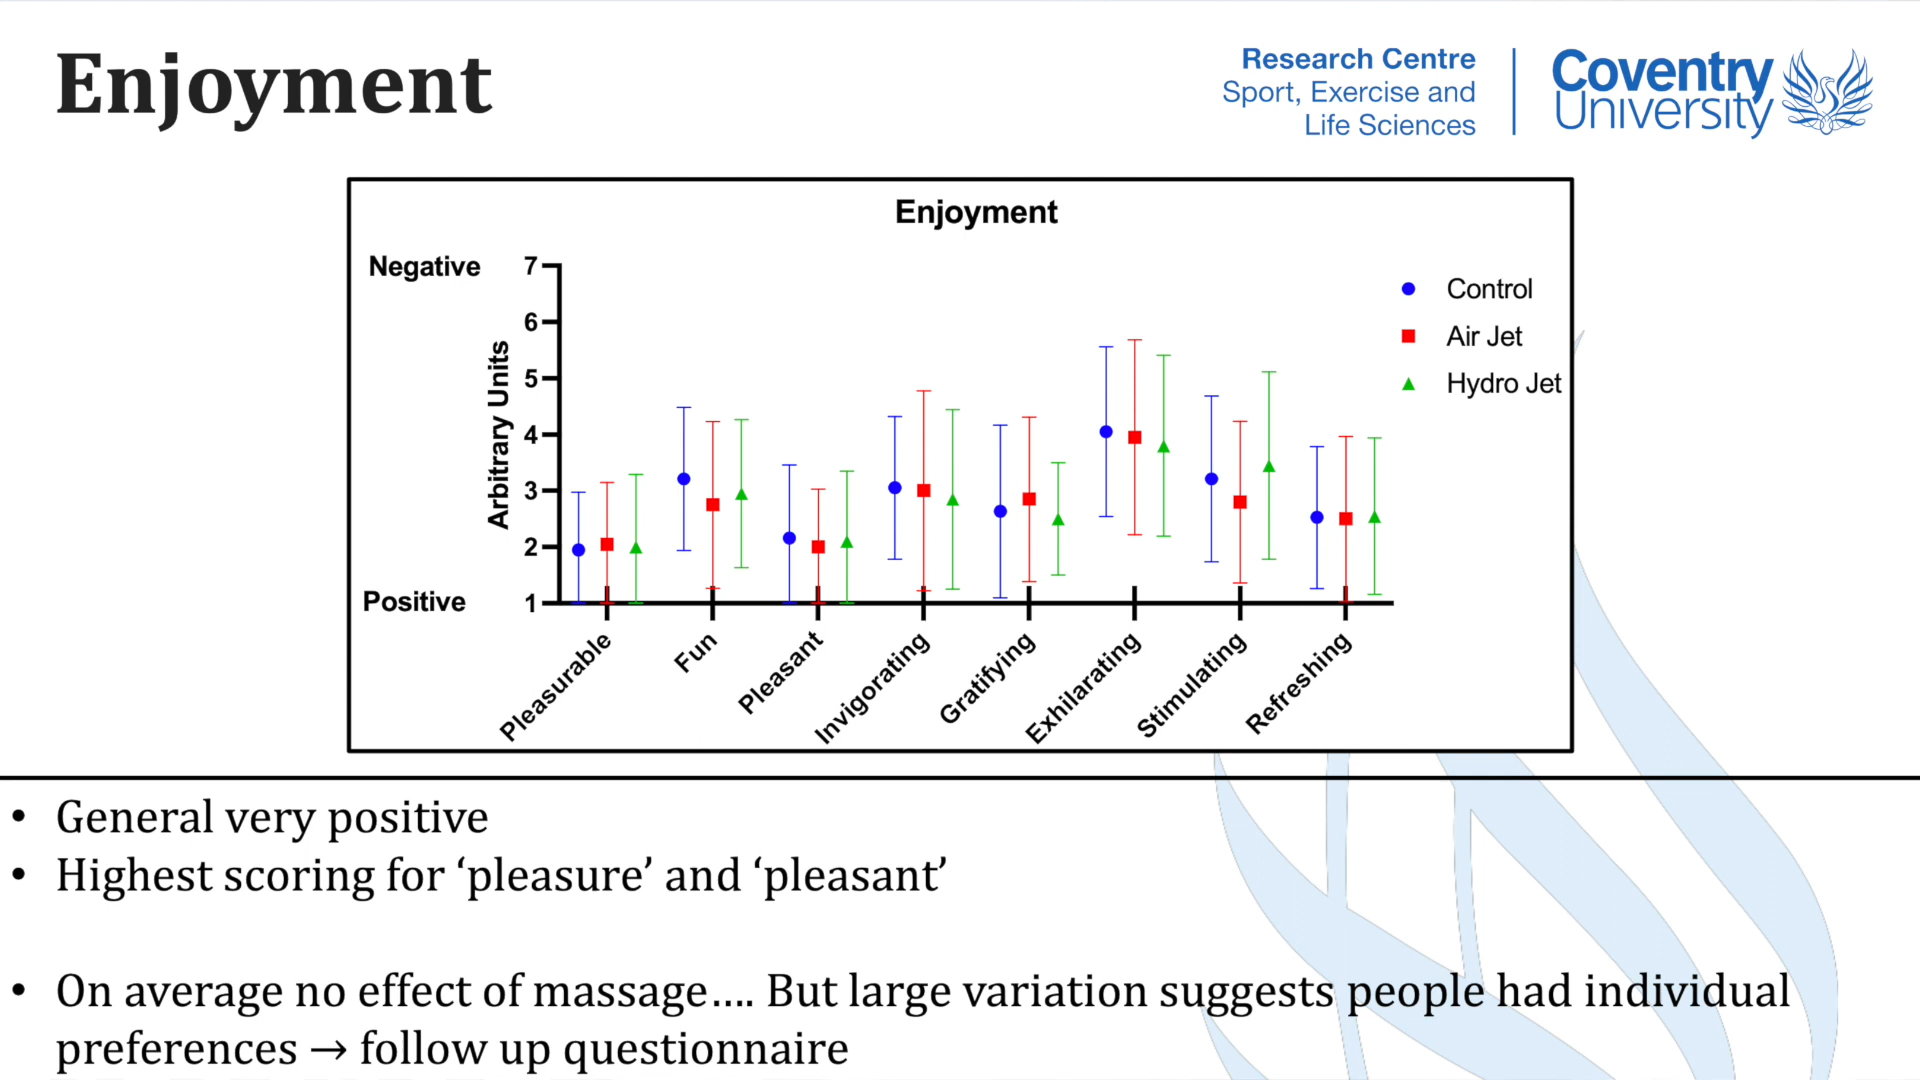 Enjoyment
Research Centre
Sport, Exercise and
Life Sciences
Coventry
University
Enjoyment
Negative
7
6
5
4
3
2
1
Positive
Arbitrary Units
Control
Air Jet
Hydro Jet
Pleasurable
Fun
Pleasant
Invigorating
Gratifying
Exhilarating
Stimulating
Refreshing
• General very positive
• Highest scoring for ‘pleasure’ and ‘pleasant’
• On average no effect of massage…. But large variation suggests people had individual
preferences → follow up questionnaire